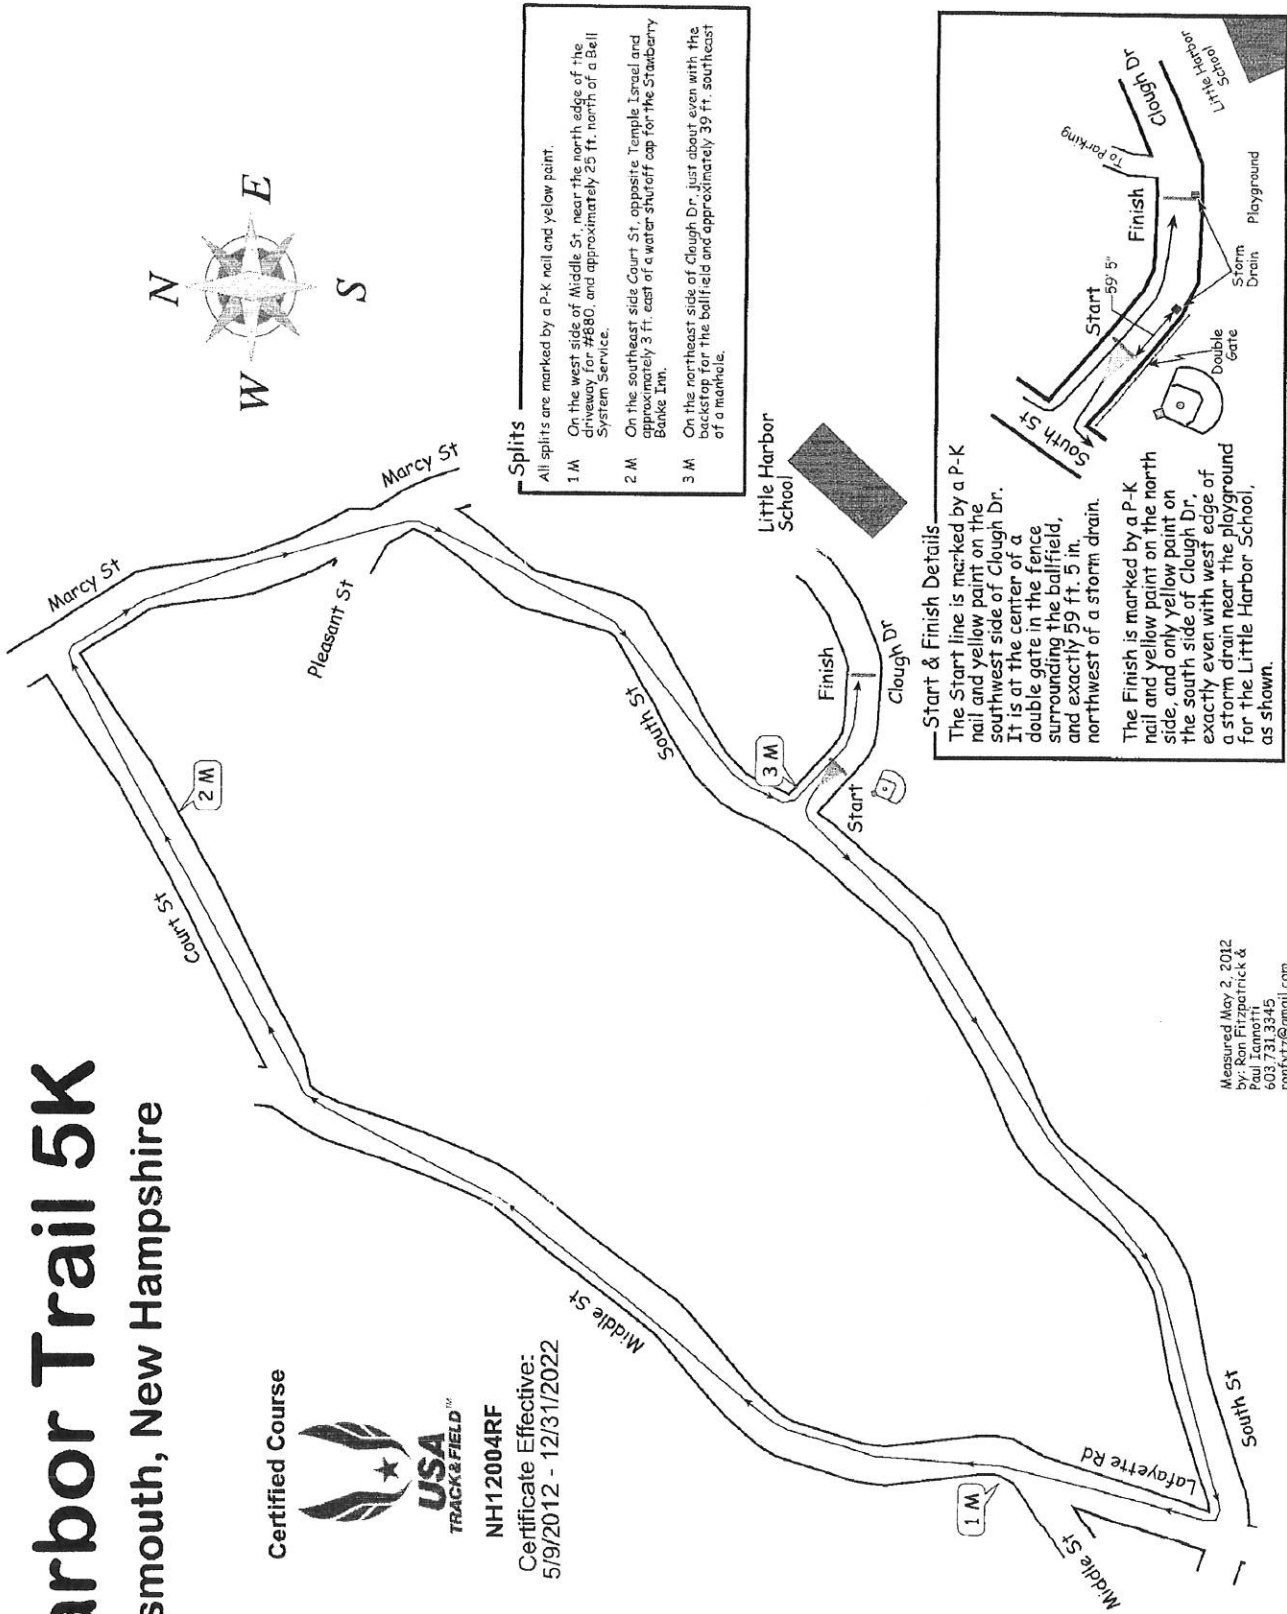 arbor Trail 5K
smouth, New Hampshire
Certified Course
USA
TRACK&FIELD™
NH12004RF
Certificate Effective:
5/9/2012 - 12/31/2022
N
W
E
S
Marcy St
Marcy St
Pleasant St
Court St
2 M
South St
Middle St
3 M
Finish
Clough Dr
Start
Little Harbor
School
Lafayette Rd
1 M
Middle St
South St
Splits
All splits are marked by a P-K nail and yelow paint.
1 M On the west side of Middle St, near the north edge of the
driveway for #880, and approximately 25 ft. north of a Bell
System Service.
2 M On the southeast side Court St, opposite Temple Israel and
approximately 3 ft. east of a water shutoff cap for the Stawberry
Banke Inn.
3 M On the northeast side of Clough Dr, just about even with the
backstop for the ballfield and approximately 39 ft. southeast
of a manhole.
Start & Finish Details
The Start line is marked by a P-K
nail and yellow paint on the
southwest side of Clough Dr.
It is at the center of a
double gate in the fence
surrounding the ballfield,
and exactly 59 ft. 5 in.
northwest of a storm drain.
The Finish is marked by a P-K
nail and yellow paint on the north
side, and only yellow paint on
the south side of Clough Dr,
exactly even with west edge of
a storm drain near the playground
for the Little Harbor School,
as shown.
South St
Start
59' 5"
Finish
To Parking
Clough Dr
Little Harbor
School
Playground
Storm
Drain
Double
Gate
Measured May 2, 2012
by: Ron Fitzpatrick &
Paul Iannotti
603.731.3345
ronfytz@gmail.com